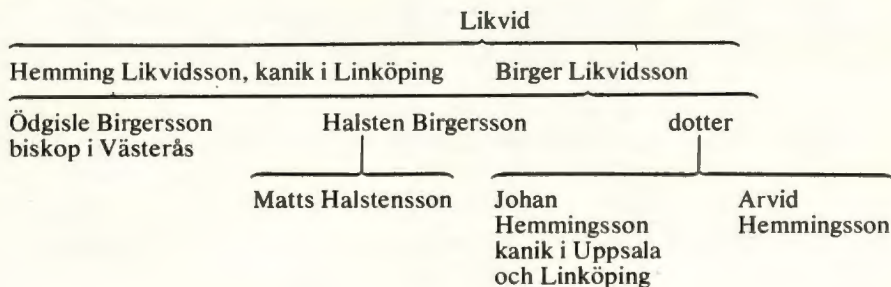 Likvid
Hemming Likvidsson, kanik i Linköping Birger Likvidsson
Ödgisle Birgersson Halsten Birgersson dotter
biskop i Västerås
Matts Halstensson Johan Arvid
Hemmingsson Hemmingsson
kanik i Uppsala
och Linköping